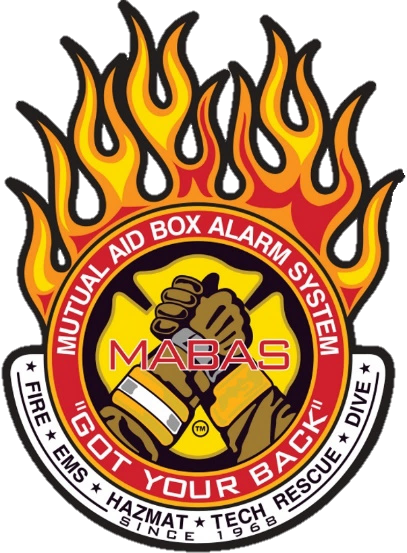 MUTUAL AID BOX ALARM SYSTEM
MABAS
TM
"GOT YOUR BACK"
★ FIRE ★ EMS ★ HAZMAT ★ TECH RESCUE ★ DIVE ★
SINCE 1968